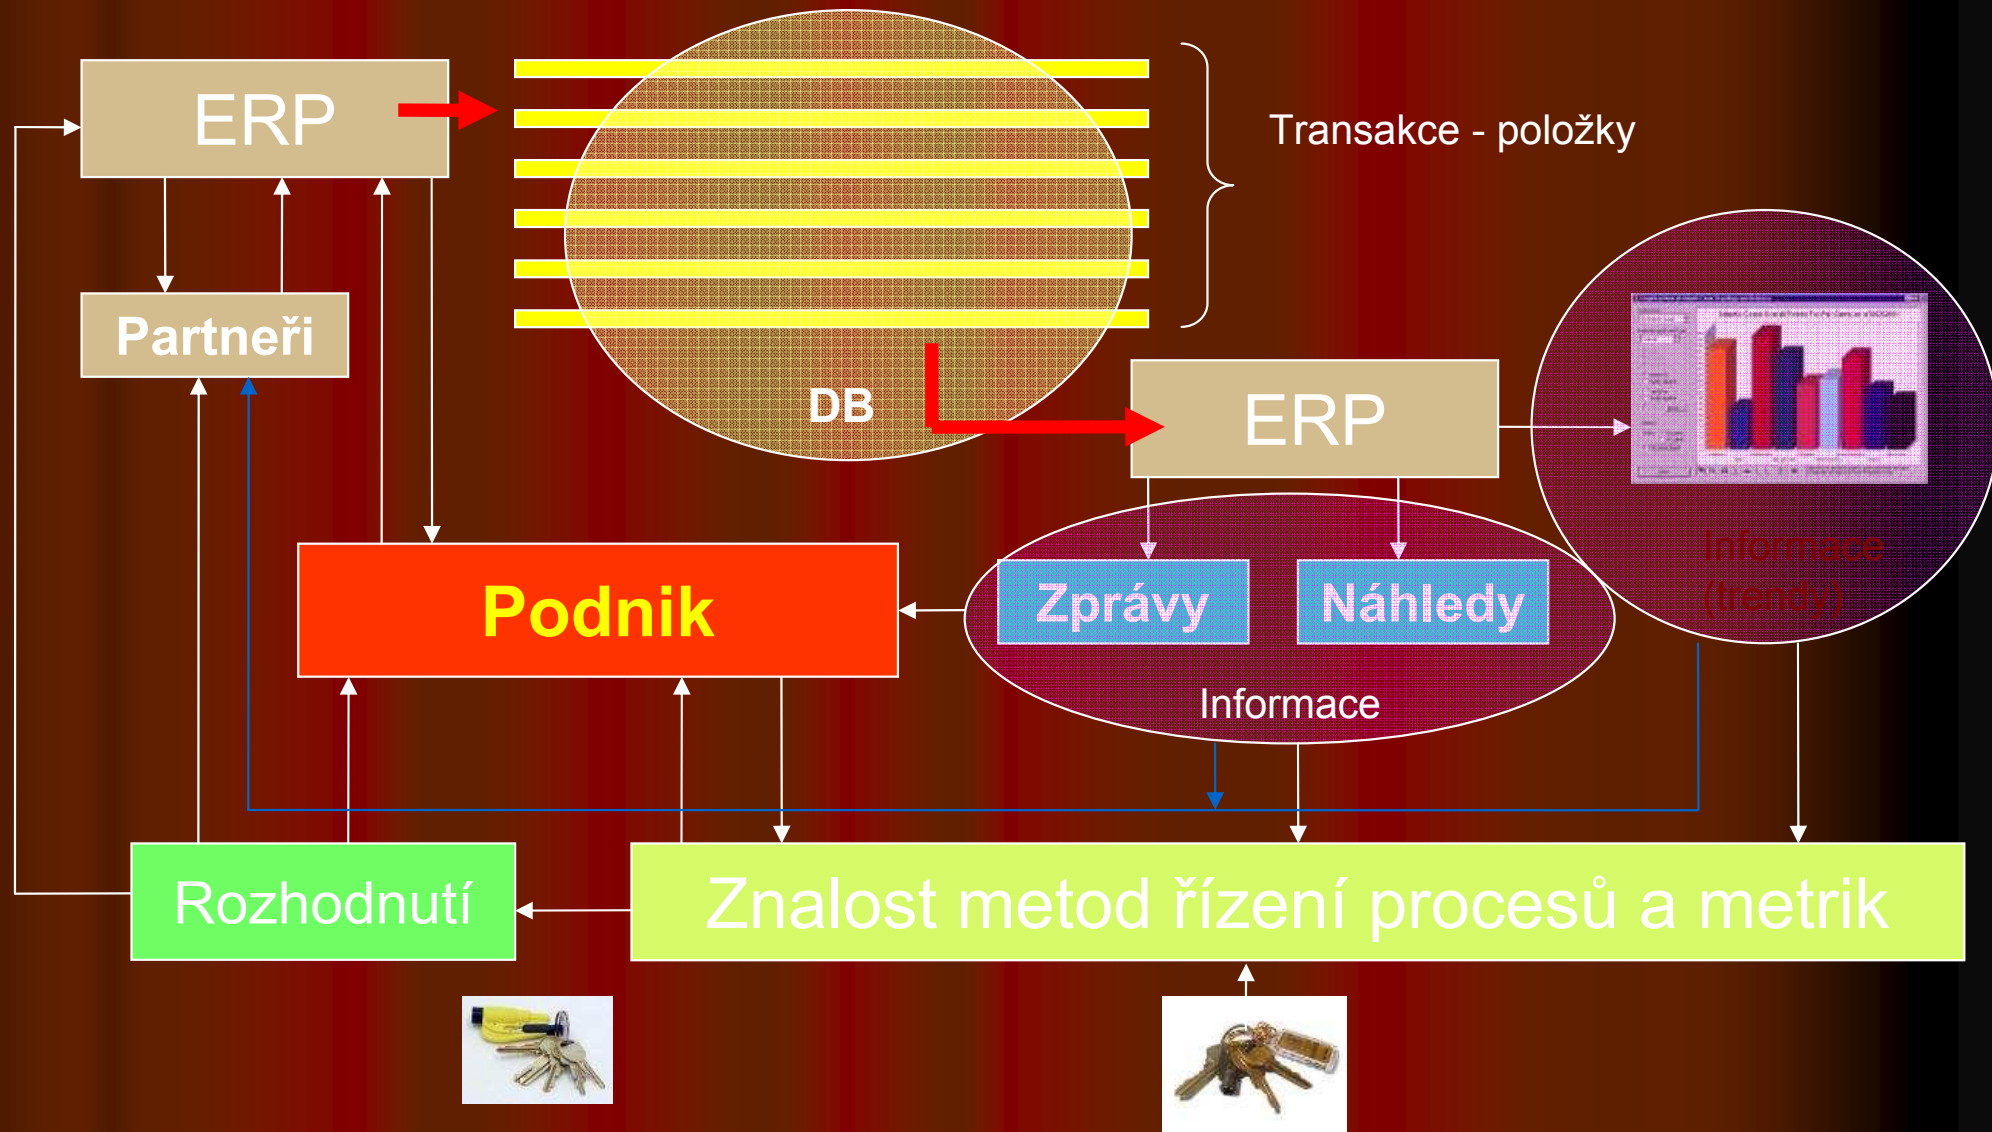 ERP
Transakce - položky
Partneři
DB
ERP
Informace
(trendy)
Podnik
Zprávy
Náhledy
Informace
Rozhodnutí
Znalost metod řízení procesů a metrik